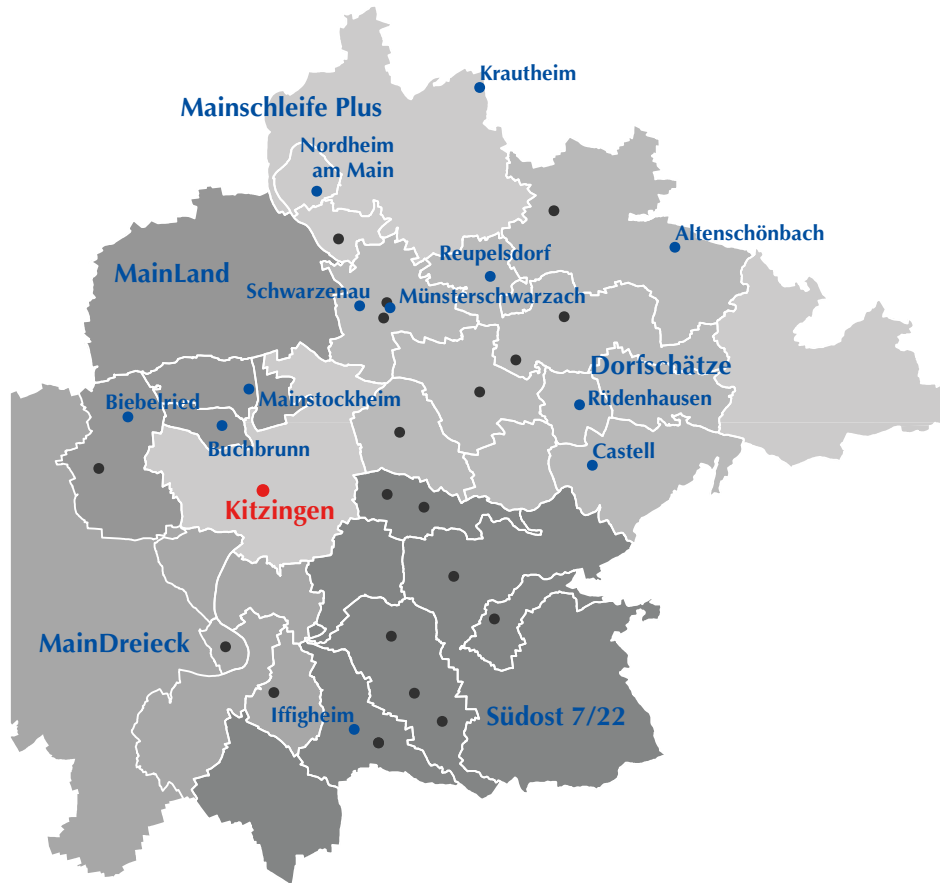 Krautheim
Mainschleife Plus
Nordheim
am Main
Altenschönbach
Reupelsdorf
MainLand
Schwarzenau
Münsterschwarzach
Dorfschätze
Biebelried
Mainstockheim
Rüdenhausen
Buchbrunn
Castell
Kitzingen
MainDreieck
Iffigheim
Südost 7/22